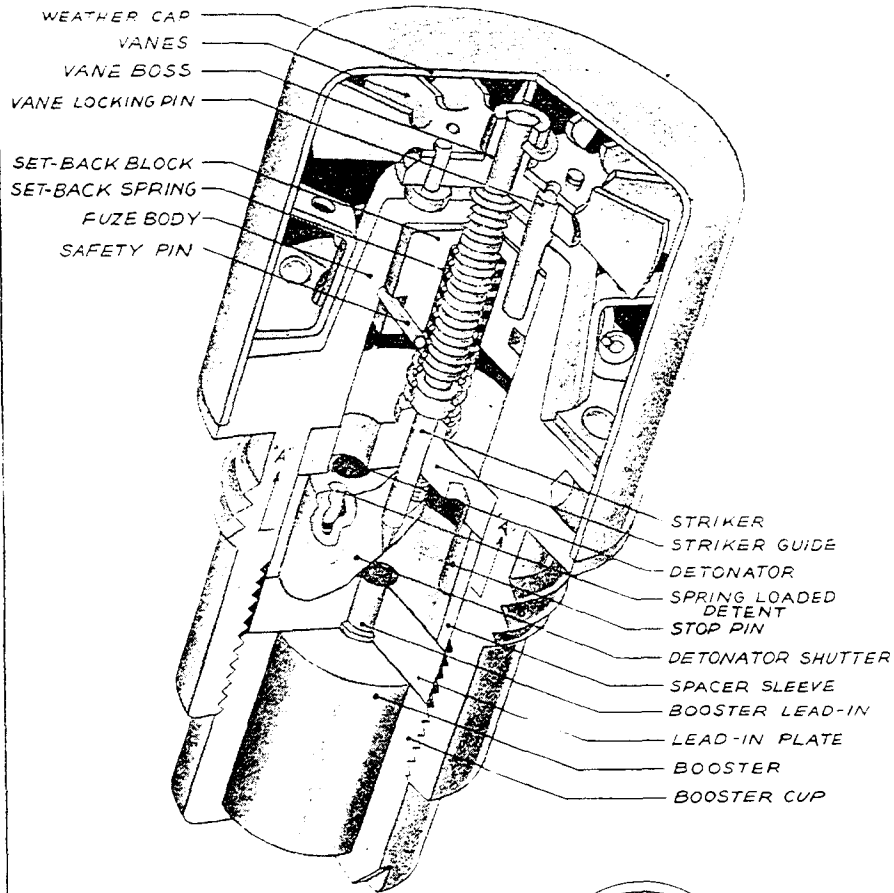 WEATHER CAP
VANES
VANE BOSS
VANE LOCKING PIN
SET-BACK BLOCK
SET-BACK SPRING
FUZE BODY
SAFETY PIN
A
A
STRIKER
STRIKER GUIDE
DETONATOR
SPRING LOADED
DETENT
STOP PIN
DETONATOR SHUTTER
SPACER SLEEVE
BOOSTER LEAD-IN
LEAD-IN PLATE
BOOSTER
BOOSTER CUP